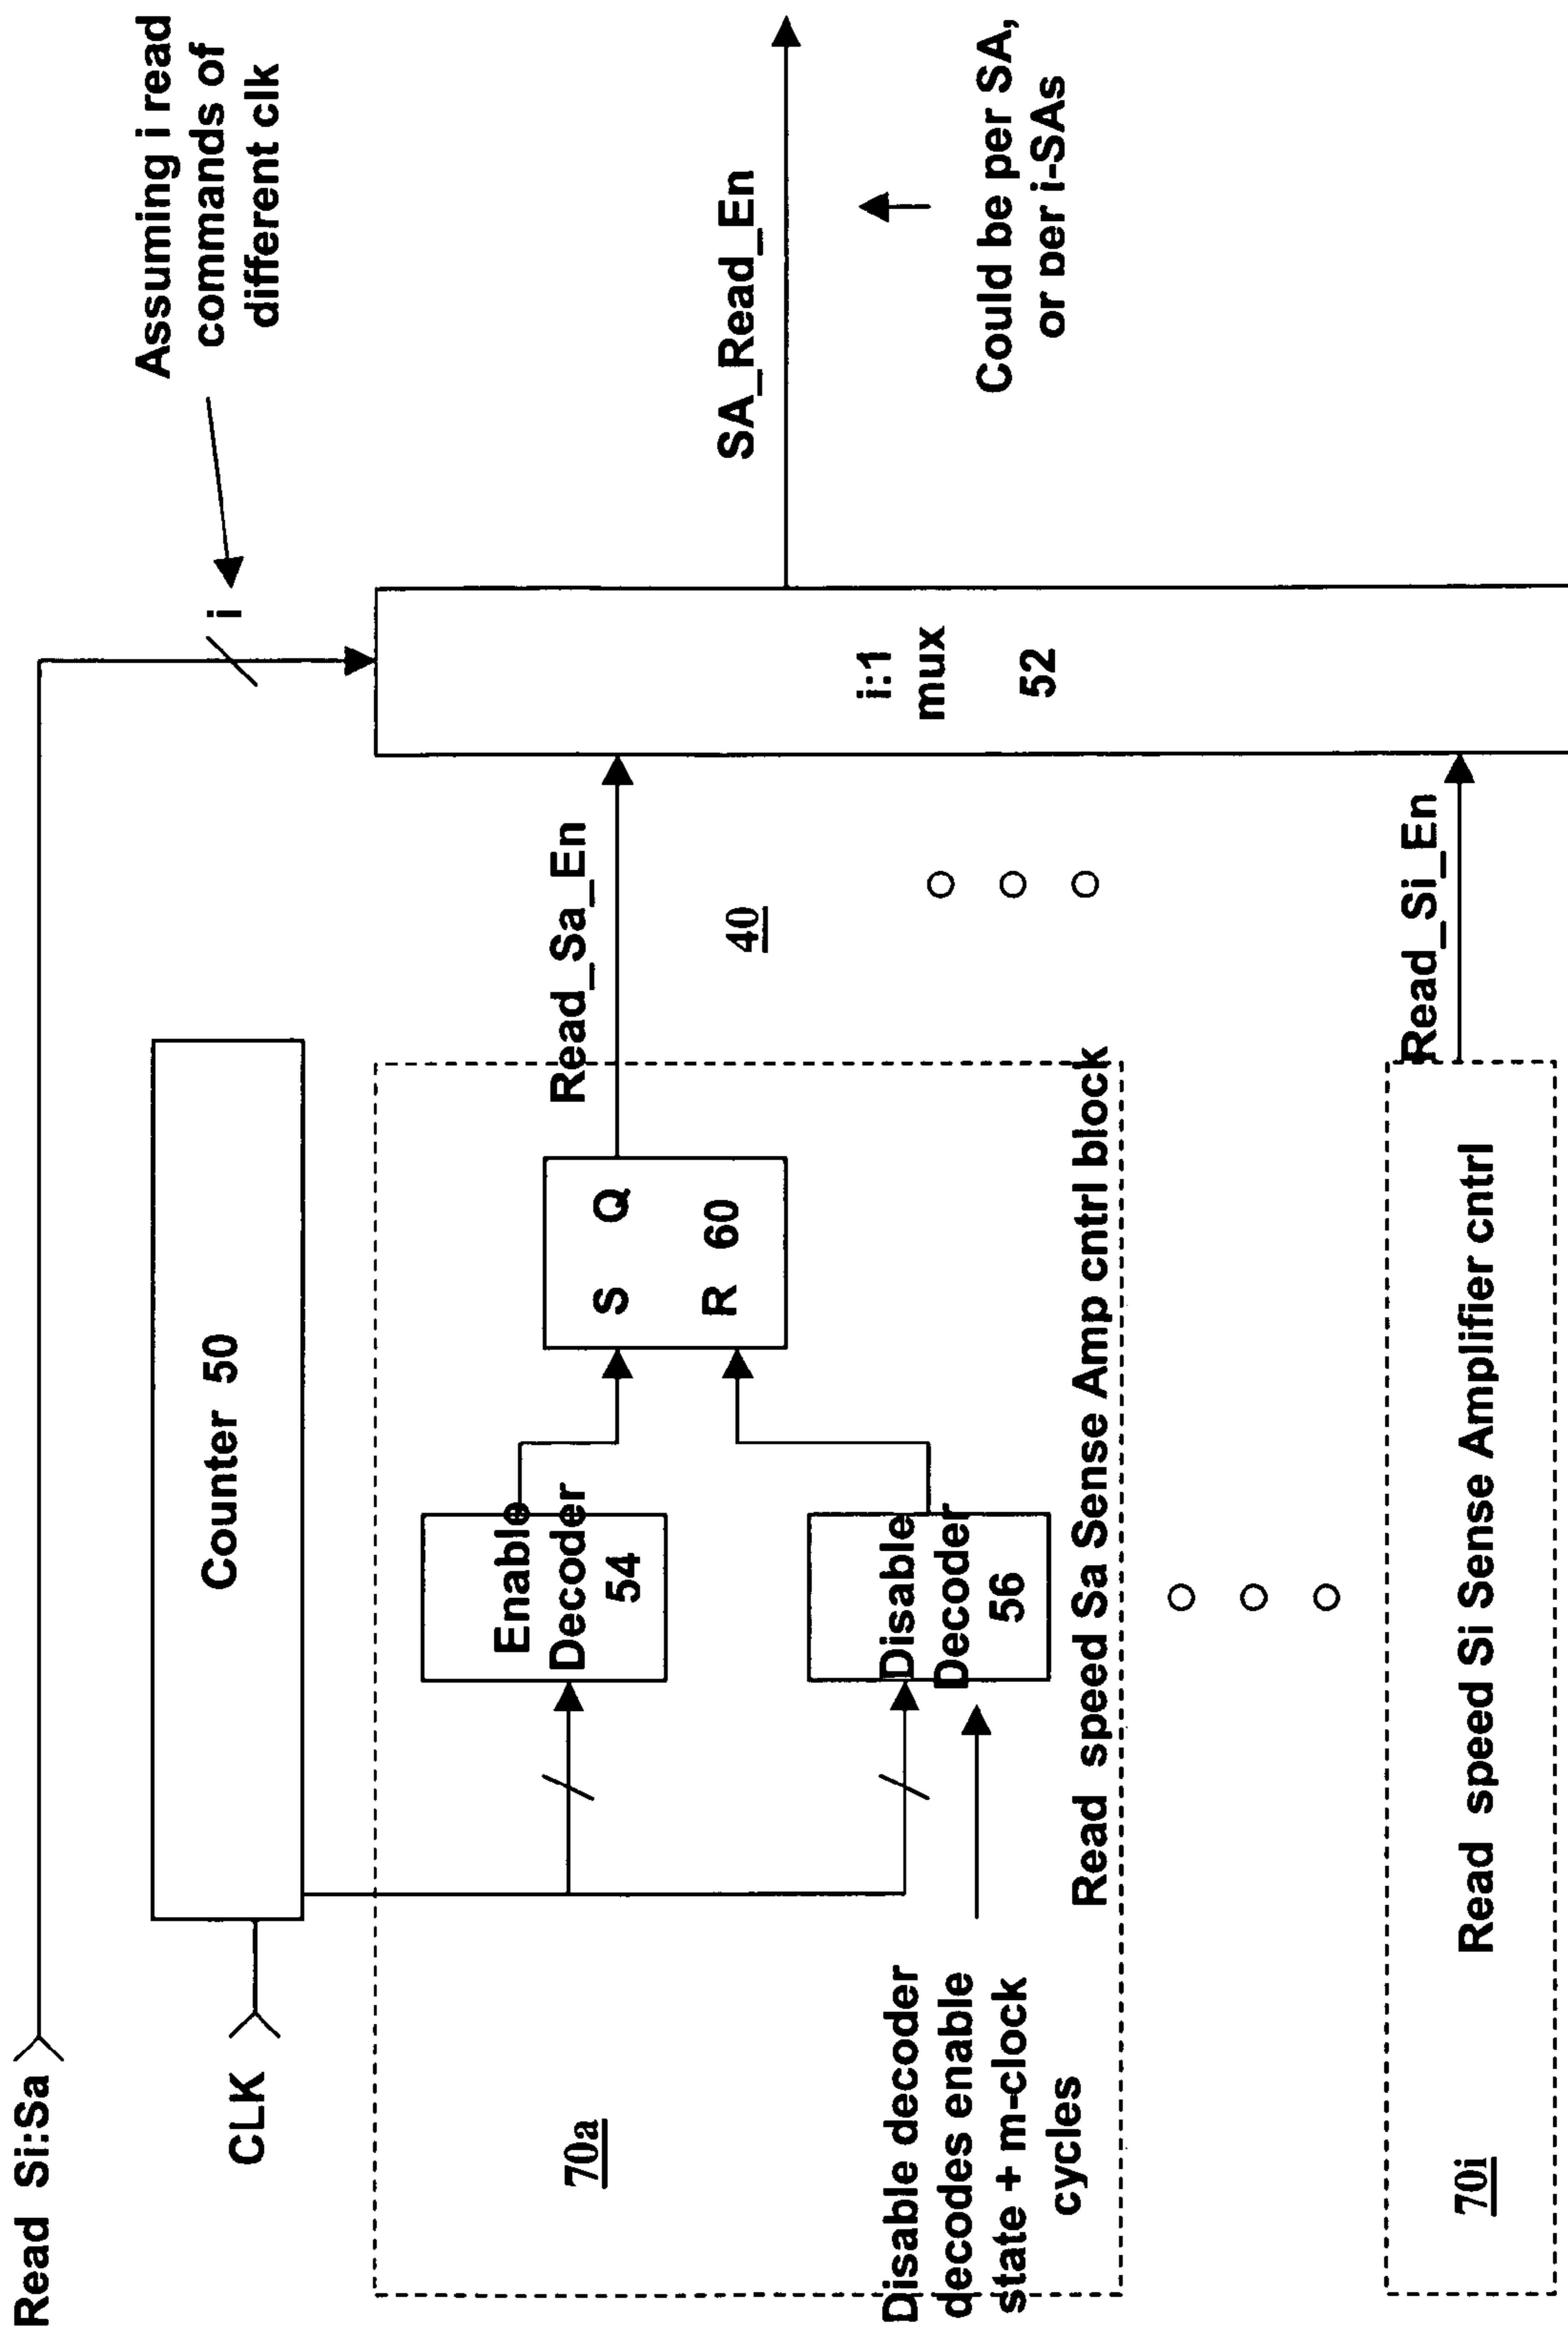 Read Si:Sa
CLK
Counter 50
i
Assuming i read
commands of
different clk
70a
Enable
Decoder
54
S Q
R 60
Read_Sa_En
40
i:1
mux
52
SA_Read_En
Could be per SA,
or per i-SAs
Disable decoder
decodes enable
state + m-clock
cycles
Disable
Decoder
56
Read speed Sa Sense Amp cntrl block
70i
Read speed Si Sense Amplifier cntrl
Read_Si_En